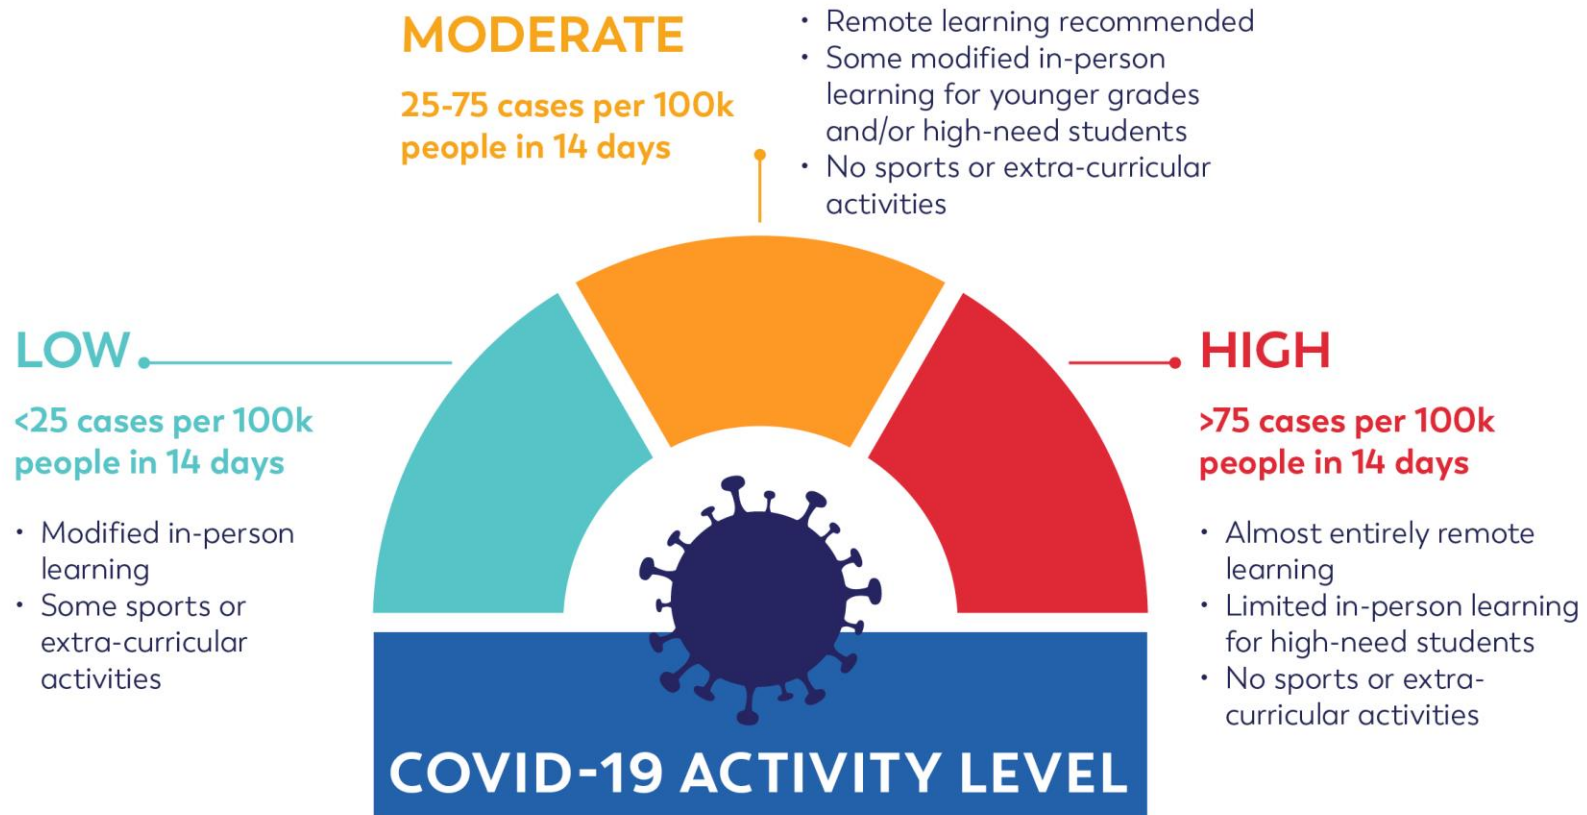 MODERATE
25-75 cases per 100k
people in 14 days
• Remote learning recommended
• Some modified in-person
learning for younger grades
and/or high-need students
• No sports or extra-curricular
activities
LOW
<25 cases per 100k
people in 14 days
• Modified in-person
learning
• Some sports or
extra-curricular
activities
HIGH
>75 cases per 100k
people in 14 days
• Almost entirely remote
learning
• Limited in-person learning
for high-need students
• No sports or extra-
curricular activities
COVID-19 ACTIVITY LEVEL